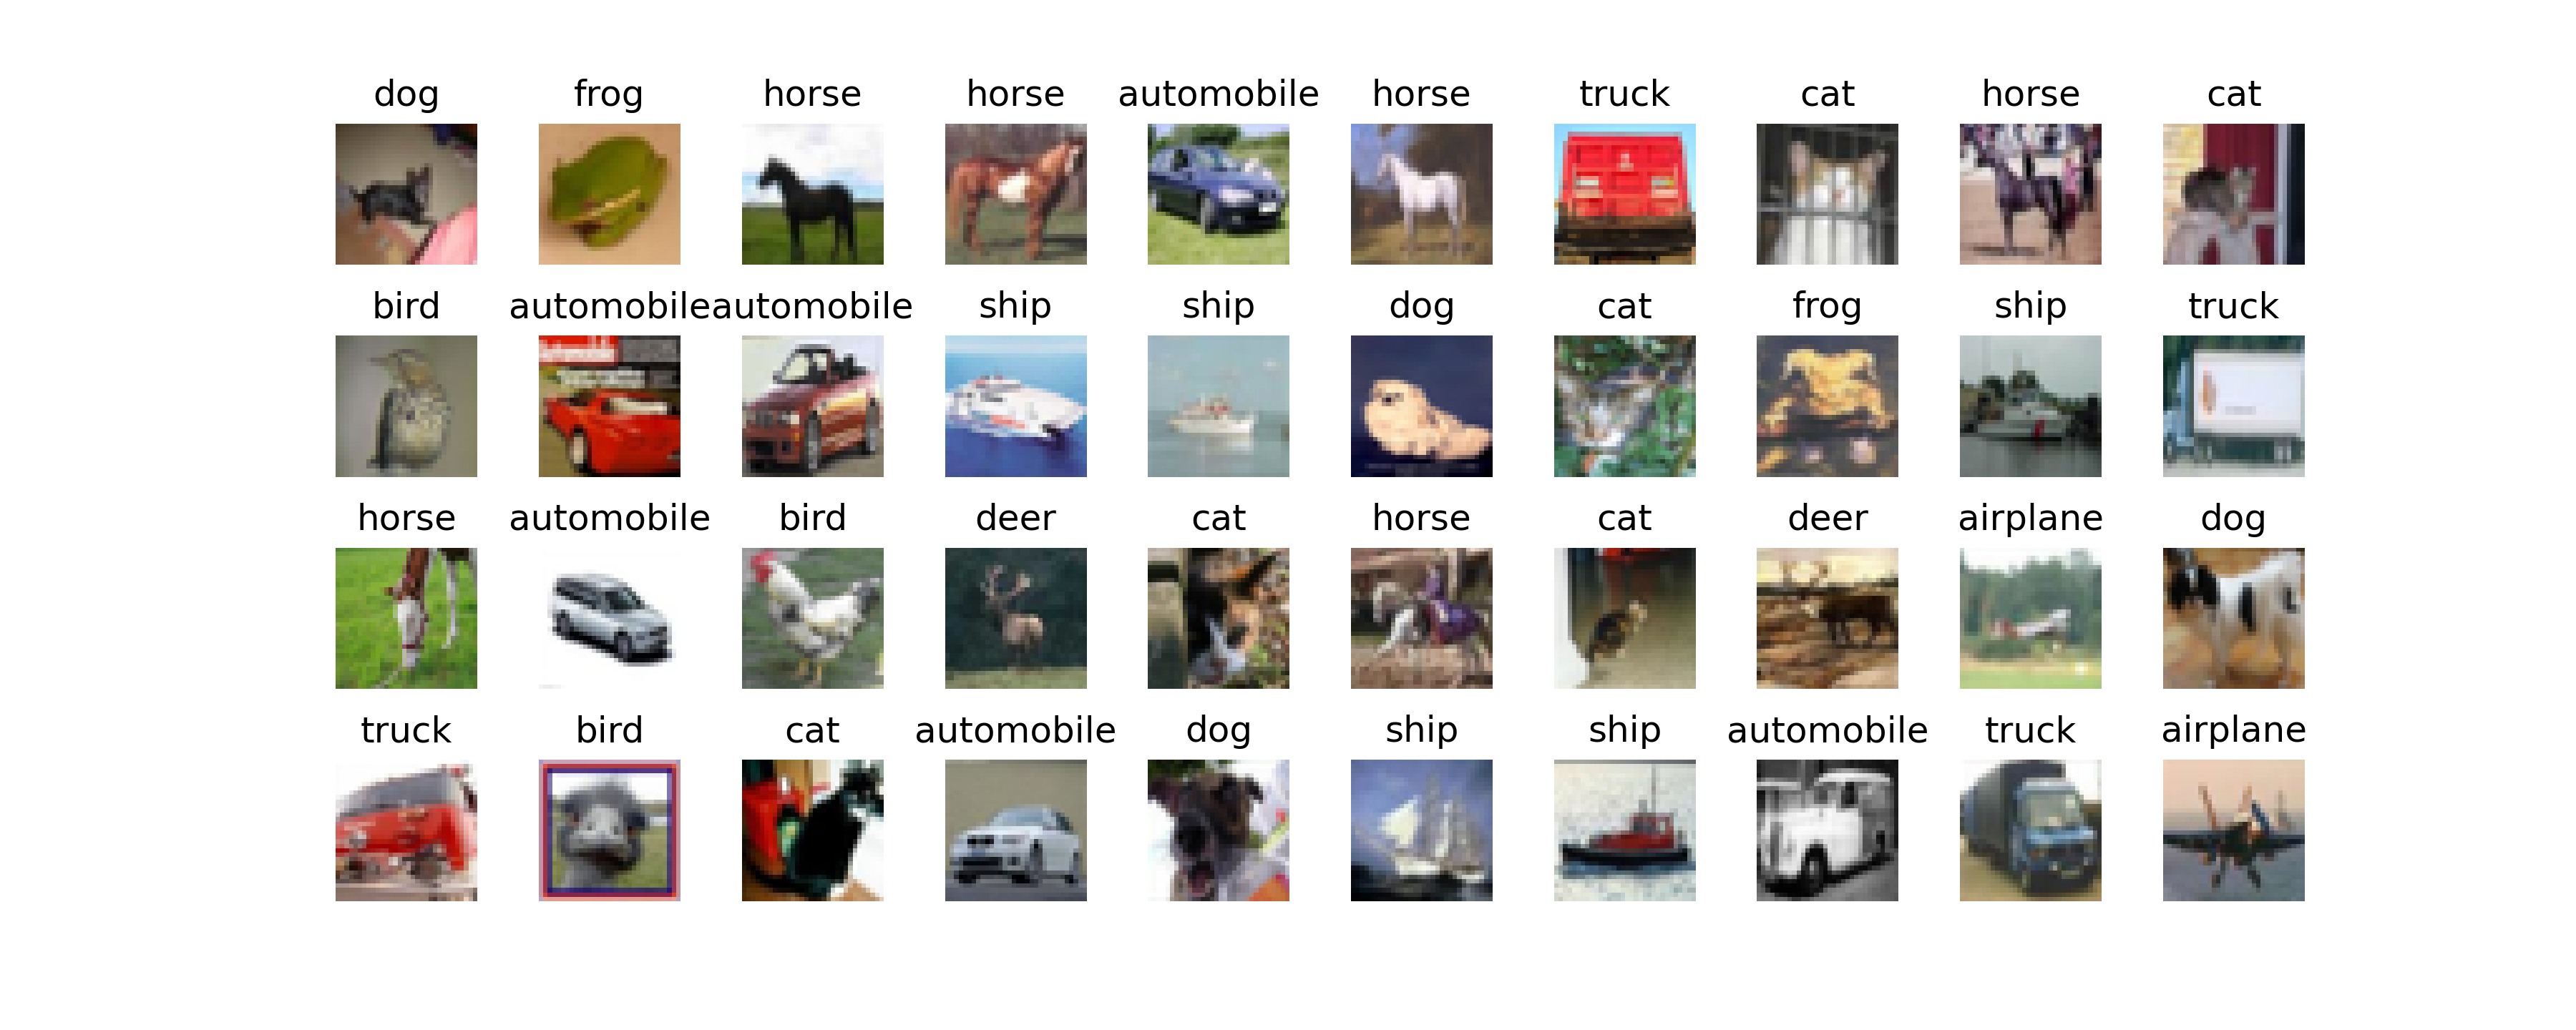 dog frog horse horse automobile horse truck cat horse cat
bird automobile automobile ship ship dog cat frog ship truck
horse automobile bird deer cat horse cat deer airplane dog
truck bird cat automobile dog ship ship automobile truck airplane